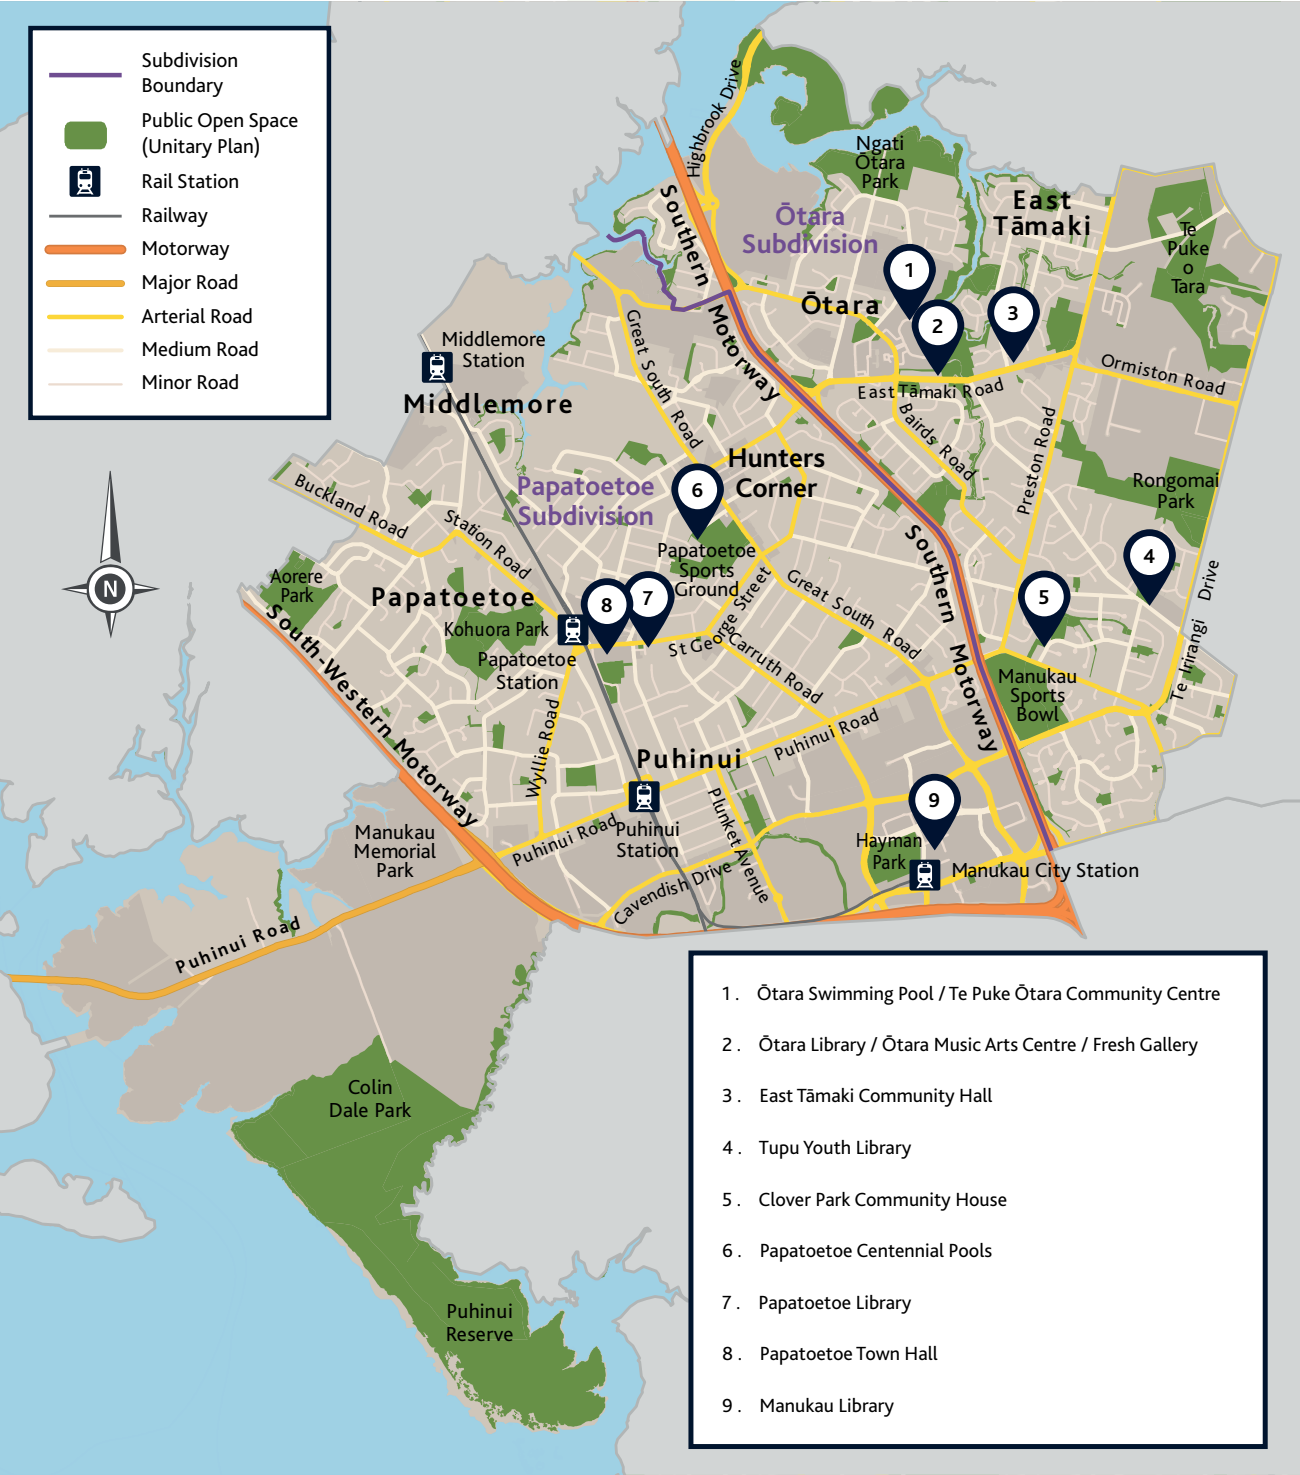 Subdivision
Boundary
Public Open Space
(Unitary Plan)
Rail Station
Railway
Motorway
Major Road
Arterial Road
Medium Road
Minor Road
N
Highbrook Drive
Ngati
Ōtara
Park
East
Tāmaki
Te
Puke
o
Tara
Ōtara
Subdivision
Southern
Motorway
Ōtara
1
2
3
Great South Road
Middlemore
Station
Middlemore
East Tāmaki Road
Ormiston Road
Bairds Road
Preston Road
Hunters
Corner
Rongomai
Park
Papatoetoe
Subdivision
6
Buckland Road
Station Road
Papatoetoe
Sports
Ground
Southern
Motorway
4
5
Te Irirangi Drive
Aorere
Park
Papatoetoe
Kohuora Park
Papatoetoe
Station
8
7
St George Street
Great South Road
Carruth Road
Manukau
Sports
Bowl
South-Western Motorway
Wyllie Road
Puhinui
Puhinui Road
Puhinui
Station
Puhinui Road
Plunket Avenue
Cavendish Drive
9
Hayman
Park
Manukau City Station
Manukau
Memorial
Park
Puhinui Road
Colin
Dale Park
Puhinui
Reserve
1. Ōtara Swimming Pool / Te Puke Ōtara Community Centre
2. Ōtara Library / Ōtara Music Arts Centre / Fresh Gallery
3. East Tāmaki Community Hall
4. Tupu Youth Library
5. Clover Park Community House
6. Papatoetoe Centennial Pools
7. Papatoetoe Library
8. Papatoetoe Town Hall
9. Manukau Library